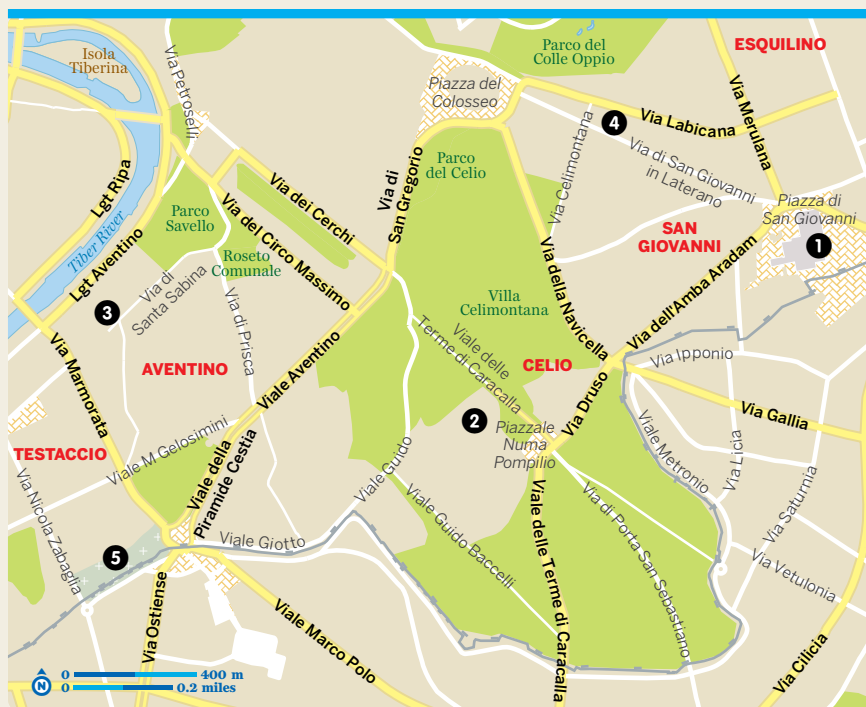 Isola
Tiberina
Via Petroselli
Parco del
Colle Oppio
ESQUILINO
Piazza del
Colosseo
Via Merulana
4
Via Labicana
Via di San Giovanni
in Laterano
Via Celimontana
Lgt Ripa
Tiber River
Lgt Aventino
Parco
Savello
Via dei Cerchi
Via del Circo Massimo
Roseto
Comunale
Via di
San Gregorio
Parco
del Celio
Piazza di
San Giovanni
1
SAN
GIOVANNI
Via della Navicella
Via dell'Amba Aradam
3
Via di
Santa Sabina
Via di Prisca
Villa
Celimontana
Viale delle
Terme di Caracalla
CELIO
Via Ipponio
Via Marmorata
AVENTINO
Viale Aventino
Via Druso
Via Gallia
2
Piazzale
Numa
Pompilio
TESTACCIO
Viale M Gelosimini
Viale della
Piramide Cestia
Viale Guido
Viale Metronio
Via Licia
Via Saturnia
Via Nicola Zabaglia
5
Viale Giotto
Viale Guido Baccelli
Viale delle Terme di Caracalla
Via di Porta San Sebastiano
Via Vetulonia
Via Ostiense
Viale Marco Polo
Via Cilicia
N
0 400 m
0 0.2 miles